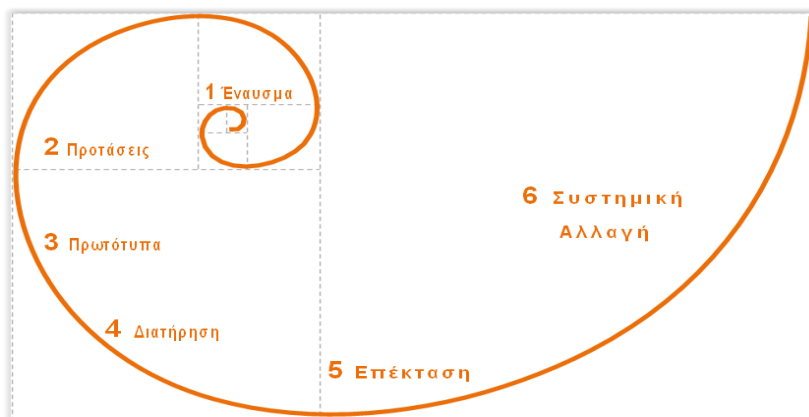 1 Έναυσμα
2 Προτάσεις
3 Πρωτότυπα
4 Διατήρηση
5 Επέκταση
6 Συστημική
Αλλαγή